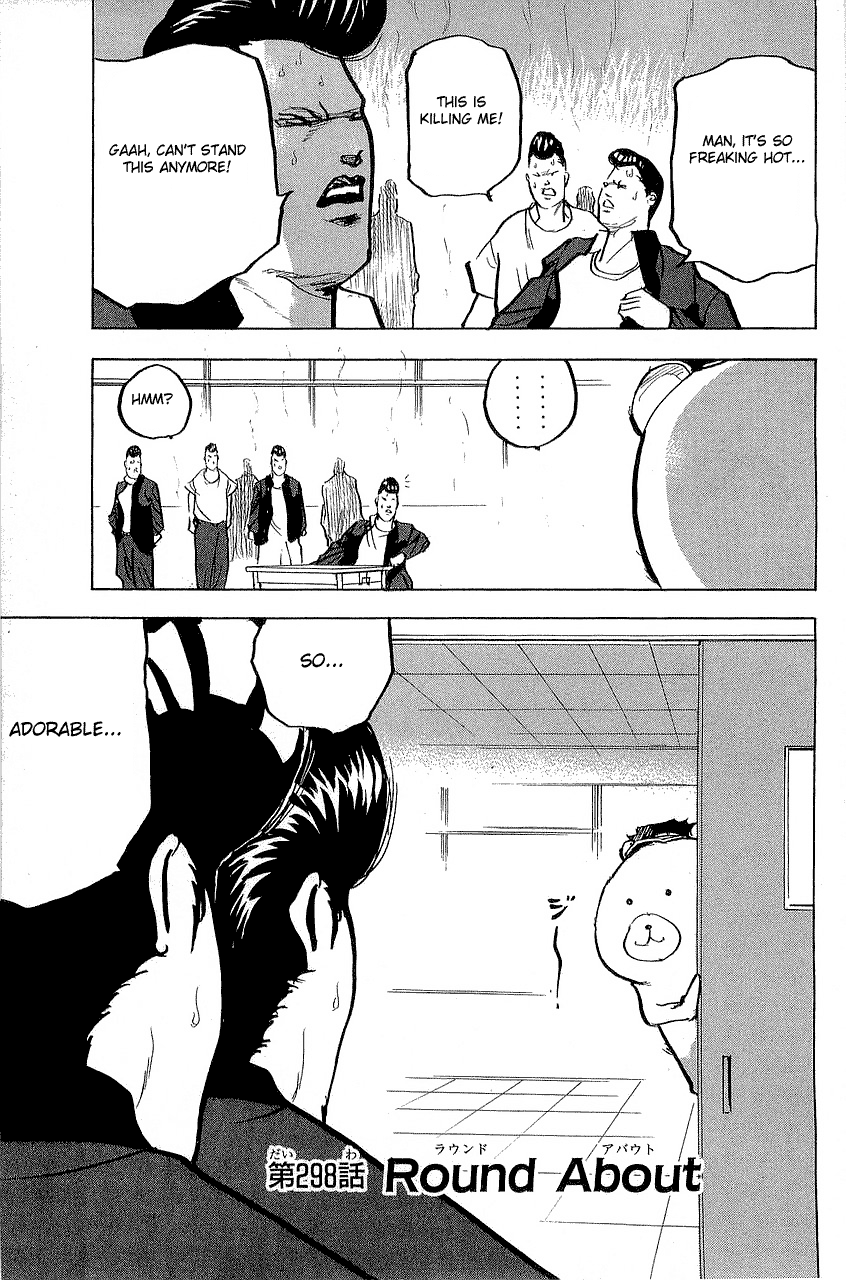 MAN, IT'S SO
FREAKING HOT...
THIS IS
KILLING ME!
GAAH, CAN'T STAND
THIS ANYMORE!
⋮⋮
HMM?
SO...
ADORABLE...
ジー
だい わ ラウンド アバウト
第298話 Round About